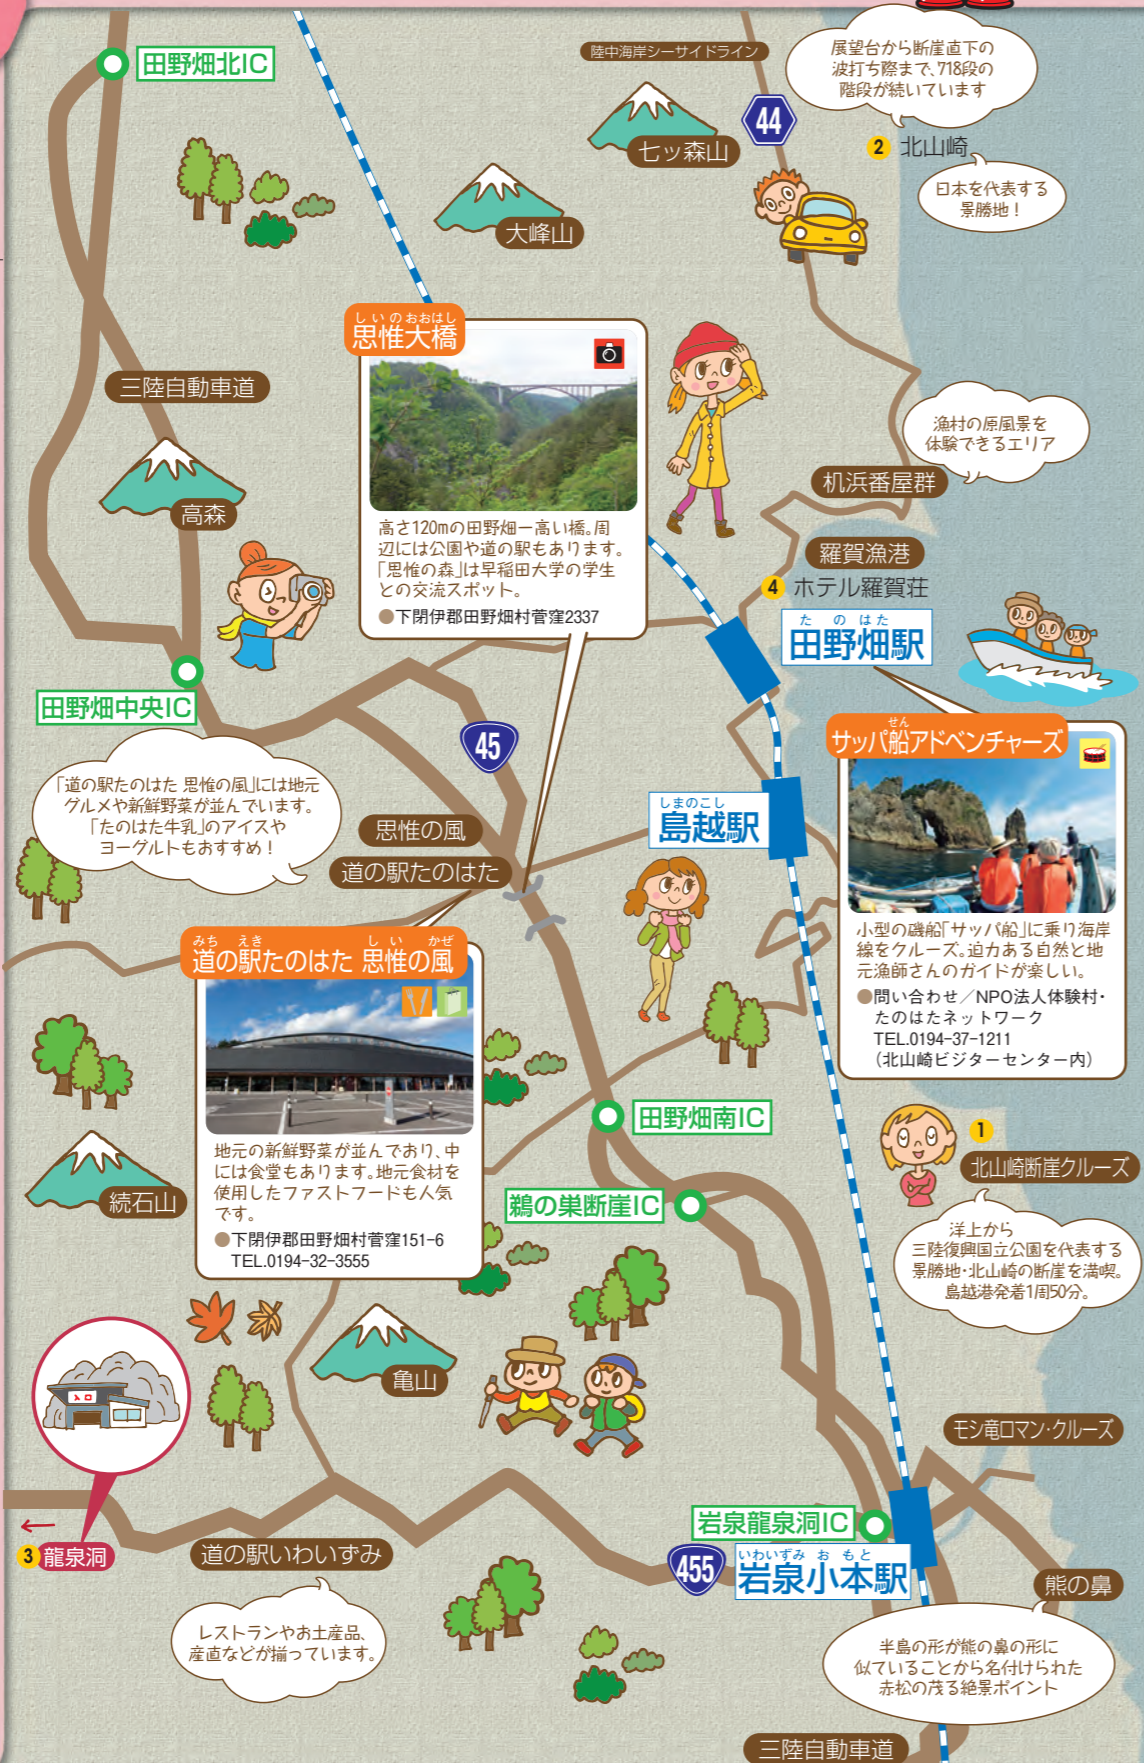 田野畑北IC
陸中海岸シーサイドライン
展望台から断崖直下の
波打ち際まで、718段の
階段が続いています
44
七ッ森山
2 北山崎
日本を代表する
景勝地！
大峰山
しいのおおはし
思惟大橋
三陸自動車道
高さ120mの田野畑一高い橋。周
辺には公園や道の駅もあります。
「思惟の森」は早稲田大学の学生
との交流スポット。
●下閉伊郡田野畑村菅窪2337
漁村の原風景を
体験できるエリア
机浜番屋群
高森
羅賀漁港
4 ホテル羅賀荘
たのはた
田野畑駅
田野畑中央IC
45
せん
サッパ船アドベンチャーズ
小型の磯船「サッパ船」に乗り海岸
線をクルーズ。迫力ある自然と地
元漁師さんのガイドが楽しい。
●問い合わせ／NPO法人体験村・
たのはたネットワーク
TEL.0194-37-1211
（北山崎ビジターセンター内）
「道の駅たのはた 思惟の風」には地元
グルメや新鮮野菜が並んでいます。
「たのはた牛乳」のアイスや
ヨーグルトもおすすめ！
しまのこし
島越駅
思惟の風
道の駅たのはた
みち えき しい かぜ
道の駅たのはた 思惟の風
地元の新鮮野菜が並んでおり、中
には食堂もあります。地元食材を
使用したファストフードも人気
です。
●下閉伊郡田野畑村菅窪151-6
TEL.0194-32-3555
田野畑南IC
1
北山崎断崖クルーズ
洋上から
三陸復興国立公園を代表する
景勝地・北山崎の断崖を満喫。
島越港発着1周50分。
続石山
鵜の巣断崖IC
亀山
入口
モシ竜ロマン・クルーズ
岩泉龍泉洞IC
3 龍泉洞
道の駅いわいずみ
455
いわいずみ おもと
岩泉小本駅
熊の鼻
レストランやお土産品、
産直などが揃っています。
半島の形が熊の鼻の形に
似ていることから名付けられた
赤松の茂る絶景ポイント
三陸自動車道